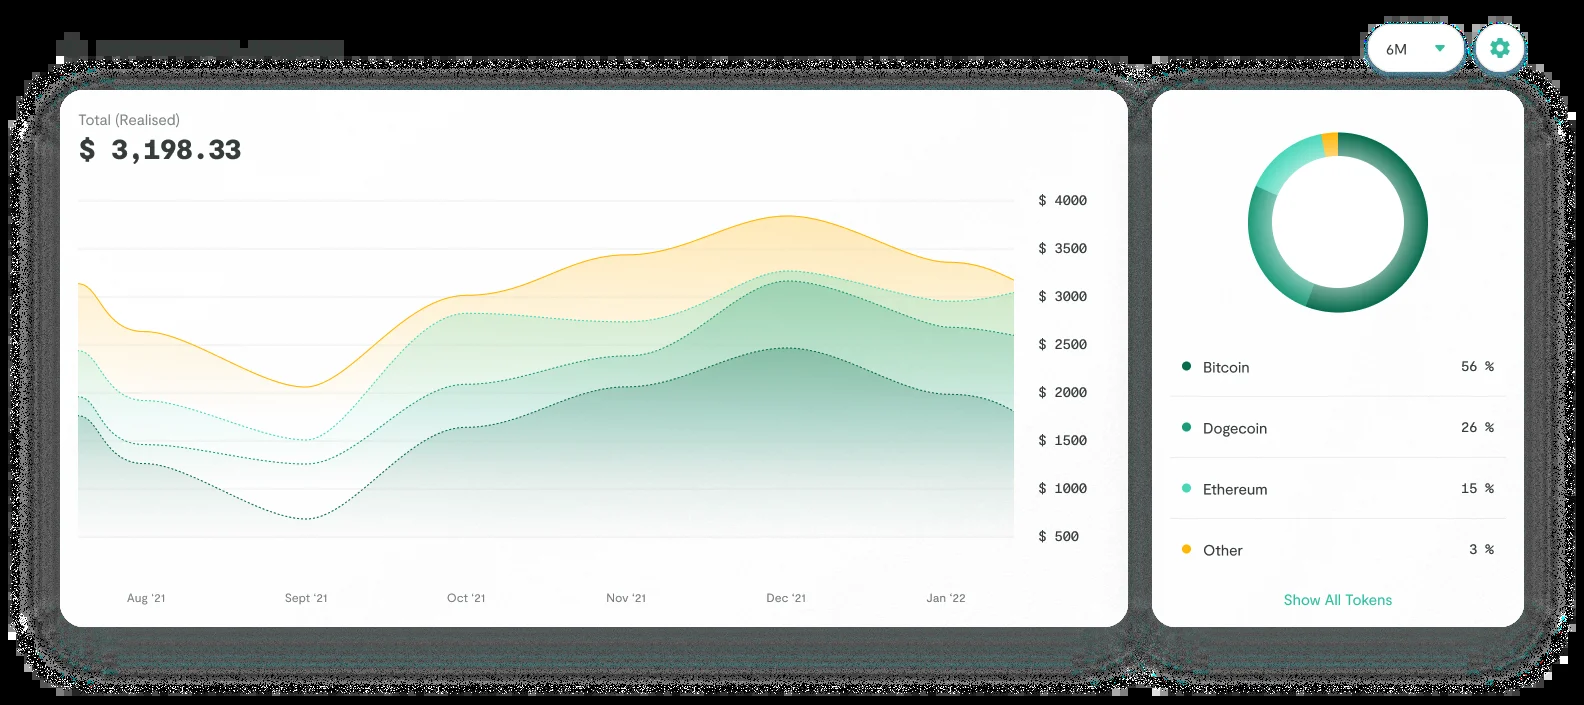 6M
Total (Realised)
$ 3,198.33
$ 4000
$ 3500
$ 3000
$ 2500
$ 2000
$ 1500
$ 1000
$ 500
Aug '21 Sept '21 Oct '21 Nov '21 Dec '21 Jan '22
Bitcoin 56 %
Dogecoin 26 %
Ethereum 15 %
Other 3 %
Show All Tokens